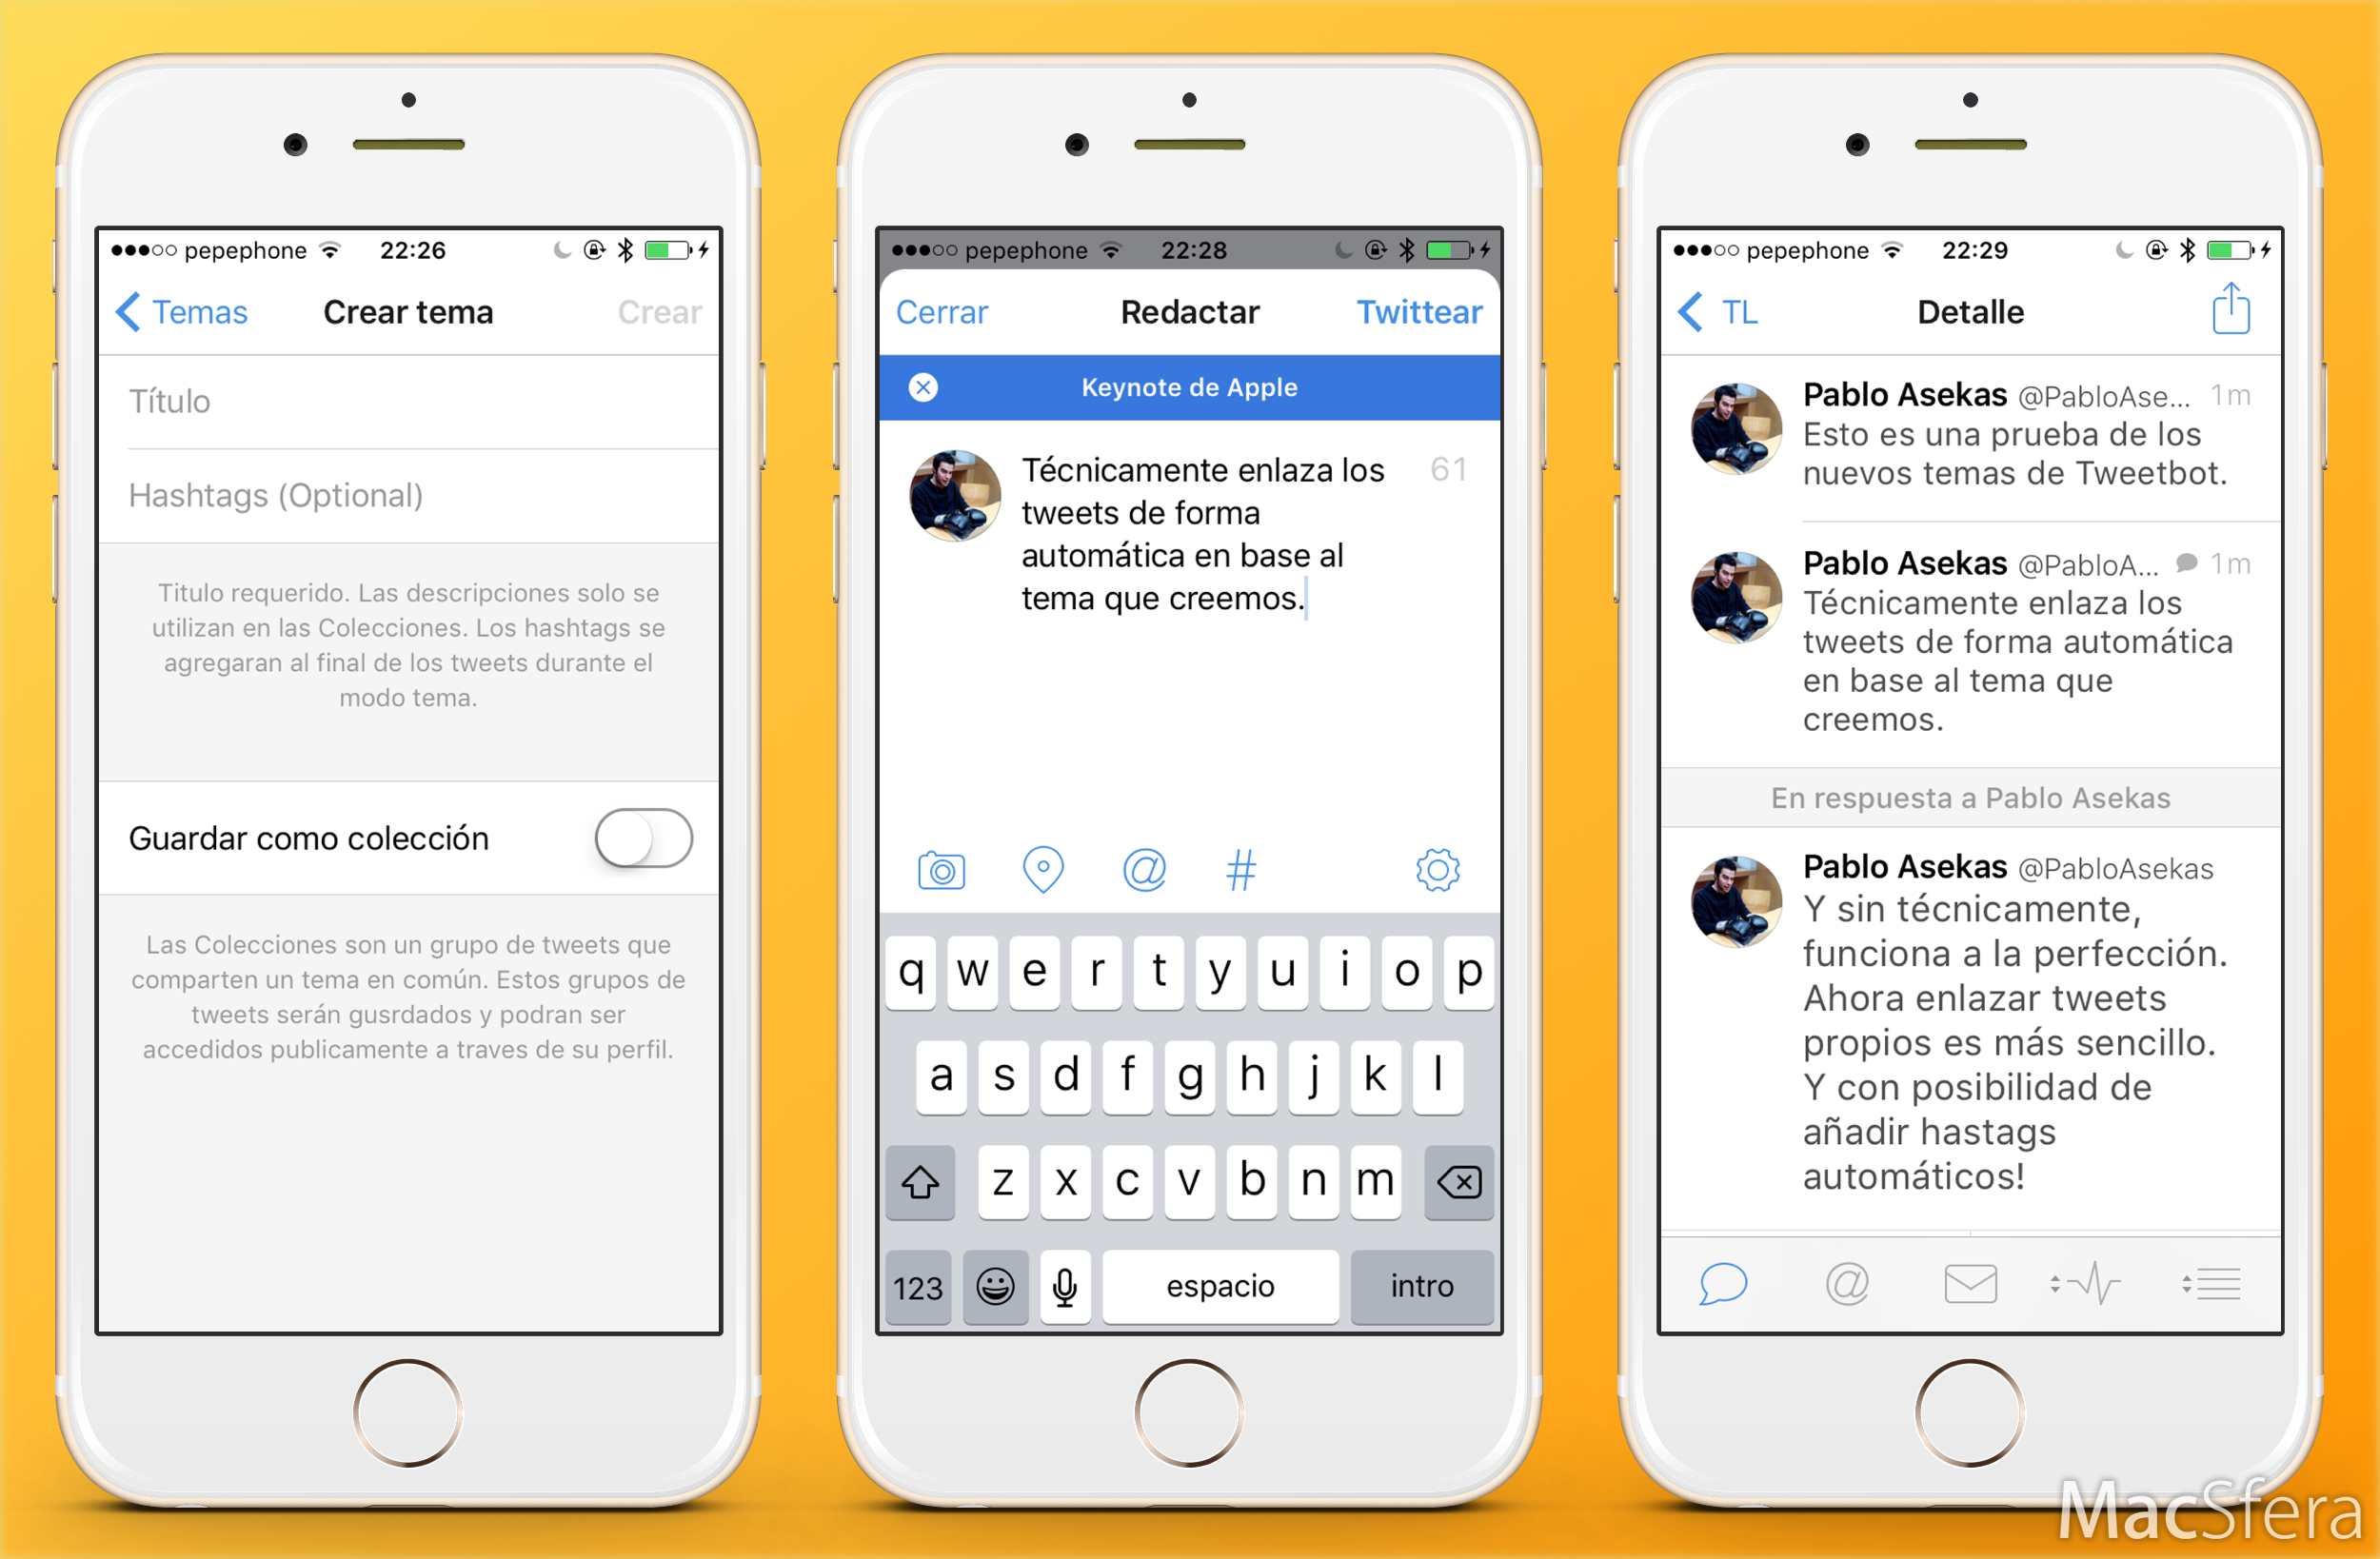 pepephone 22:26
Temas Crear tema Crear
Título
Hashtags (Optional)
Titulo requerido. Las descripciones solo se
utilizan en las Colecciones. Los hashtags se
agregaran al final de los tweets durante el
modo tema.
Guardar como colección
Las Colecciones son un grupo de tweets que
comparten un tema en común. Estos grupos de
tweets serán gusrdados y podran ser
accedidos publicamente a traves de su perfil.
pepephone 22:28
Cerrar Redactar Twittear
Keynote de Apple
Técnicamente enlaza los 61
tweets de forma
automática en base al
tema que creemos.
@ #
q w e r t y u i o p
a s d f g h j k l
z x c v b n m
123 espacio intro
pepephone 22:29
TL Detalle
Pablo Asekas @PabloAse... 1m
Esto es una prueba de los
nuevos temas de Tweetbot.
Pablo Asekas @PabloA... 1m
Técnicamente enlaza los
tweets de forma automática
en base al tema que
creemos.
En respuesta a Pablo Asekas
Pablo Asekas @PabloAsekas
Y sin técnicamente,
funciona a la perfección.
Ahora enlazar tweets
propios es más sencillo.
Y con posibilidad de
añadir hastags
automáticos!
@
MacSfera